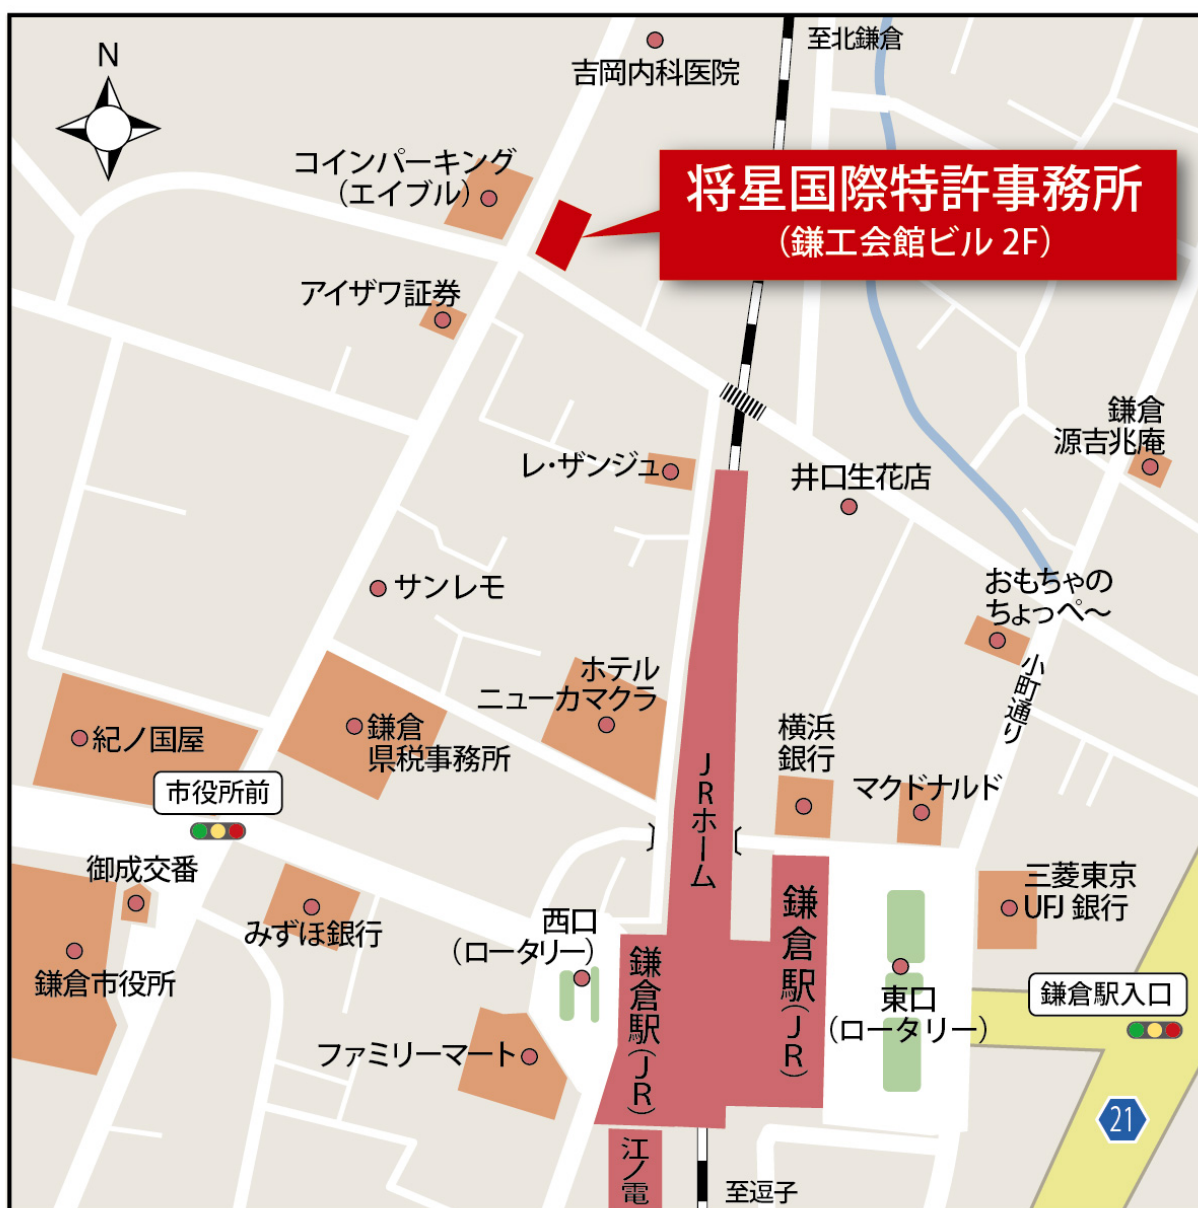 N
至北鎌倉
吉岡内科医院
コインパーキング
（エイブル）
将星国際特許事務所
（鎌工会館ビル 2F）
アイザワ証券
鎌倉
源吉兆庵
レ・ザンジュ
井口生花店
サンレモ
おもちゃの
ちょっぺ～
小町通り
ホテル
ニューカマクラ
紀ノ国屋
鎌倉
県税事務所
横浜
銀行
JRホーム
マクドナルド
市役所前
御成交番
みずほ銀行
西口
（ロータリー）
鎌倉駅（JR）
鎌倉駅（JR）
三菱東京
UFJ 銀行
鎌倉市役所
東口
（ロータリー）
鎌倉駅入口
ファミリーマート
21
江ノ電
至逗子